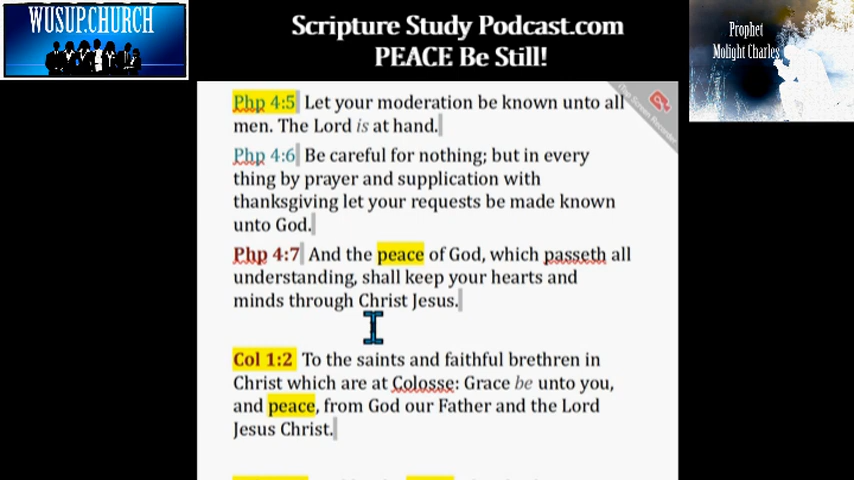 WUSUP.CHURCH
Scripture Study Podcast.com
PEACE Be Still!
Prophet
Molight Charles
Php 4:5 Let your moderation be known unto all
men. The Lord is at hand.
Php 4:6 Be careful for nothing; but in every
thing by prayer and supplication with
thanksgiving let your requests be made known
unto God.
Php 4:7 And the peace of God, which passeth all
understanding, shall keep your hearts and
minds through Christ Jesus.
Col 1:2 To the saints and faithful brethren in
Christ which are at Colosse: Grace be unto you,
and peace, from God our Father and the Lord
Jesus Christ.